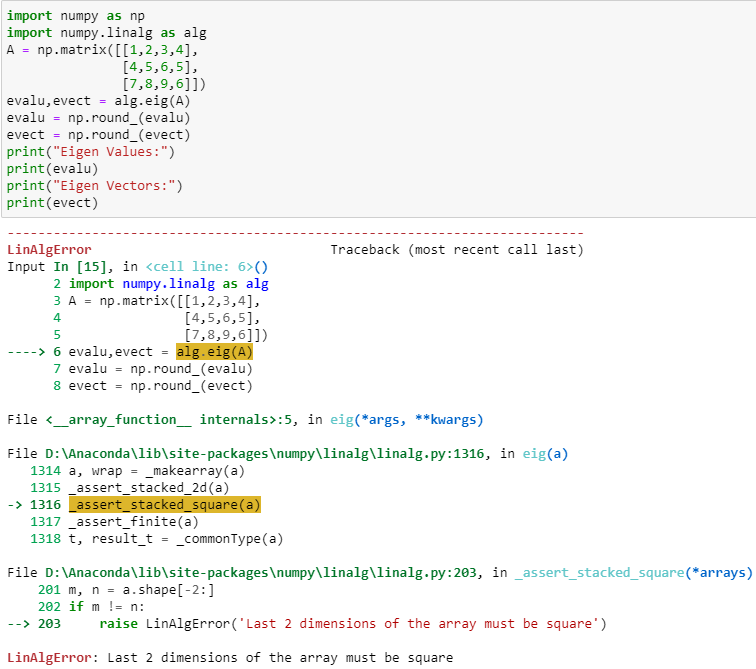 import numpy as np
import numpy.linalg as alg
A = np.matrix([[1,2,3,4],
               [4,5,6,5],
               [7,8,9,6]])
evalu,evect = alg.eig(A)
evalu = np.round_(evalu)
evect = np.round_(evect)
print("Eigen Values:")
print(evalu)
print("Eigen Vectors:")
print(evect)
---------------------------------------------------------------------------
LinAlgError                               Traceback (most recent call last)
Input In [15], in <cell line: 6>()
      2 import numpy.linalg as alg
      3 A = np.matrix([[1,2,3,4],
      4                [4,5,6,5],
      5                [7,8,9,6]])
----> 6 evalu,evect = alg.eig(A)
      7 evalu = np.round_(evalu)
      8 evect = np.round_(evect)
File <__array_function__ internals>:5, in eig(*args, **kwargs)
File D:\Anaconda\lib\site-packages\numpy\linalg\linalg.py:1316, in eig(a)
   1314 a, wrap = _makearray(a)
   1315 _assert_stacked_2d(a)
-> 1316 _assert_stacked_square(a)
   1317 _assert_finite(a)
   1318 t, result_t = _commonType(a)
File D:\Anaconda\lib\site-packages\numpy\linalg\linalg.py:203, in _assert_stacked_square(*arrays)
    201 m, n = a.shape[-2:]
    202 if m != n:
--> 203     raise LinAlgError('Last 2 dimensions of the array must be square')
LinAlgError: Last 2 dimensions of the array must be square